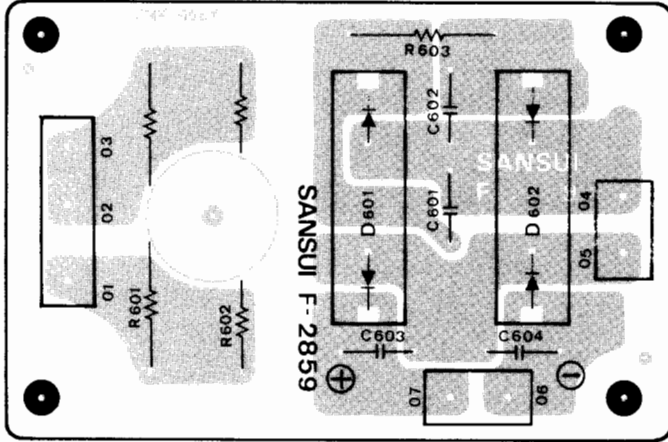 R603
C602
03
SANSUI
F
04
02
D601
C601
D602
SANSUI F-2859
05
01
R601
R602
C603
C604
+
−
07
06